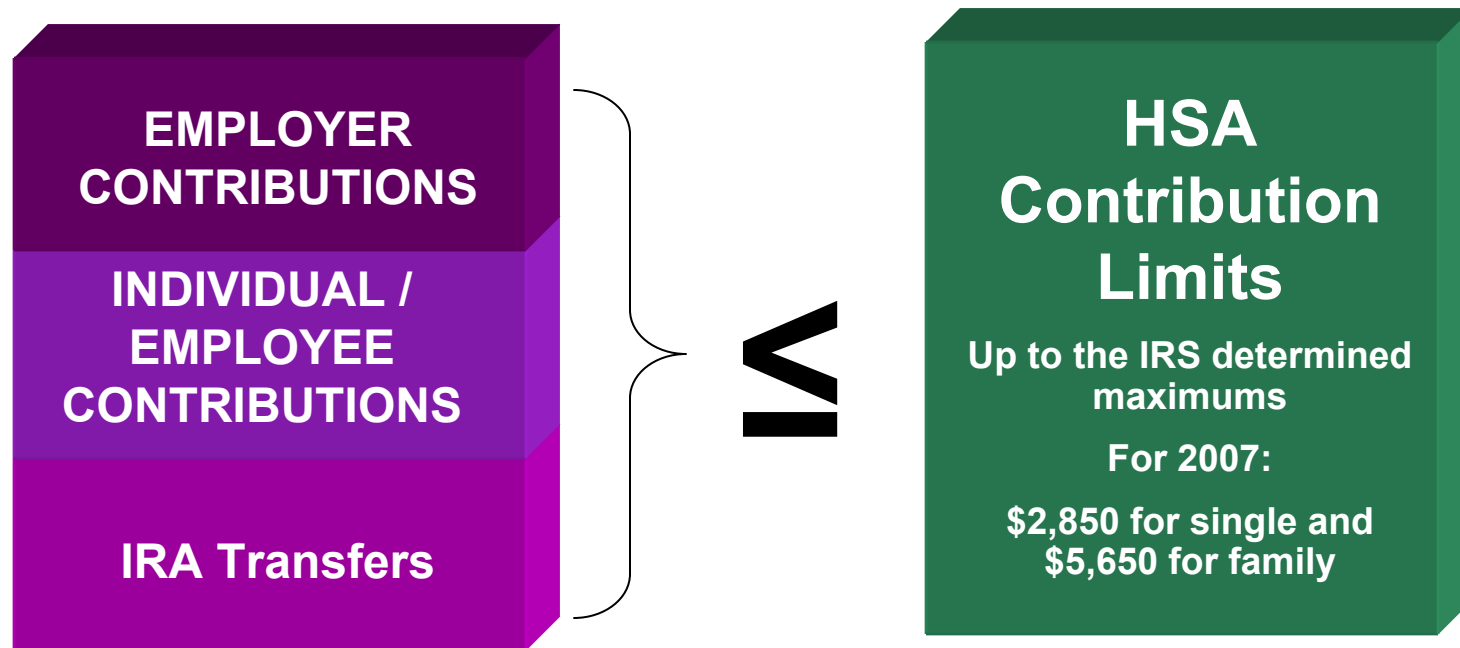 EMPLOYER
CONTRIBUTIONS
INDIVIDUAL /
EMPLOYEE
CONTRIBUTIONS
IRA Transfers
≤
HSA
Contribution
Limits
Up to the IRS determined
maximums
For 2007:
$2,850 for single and
$5,650 for family